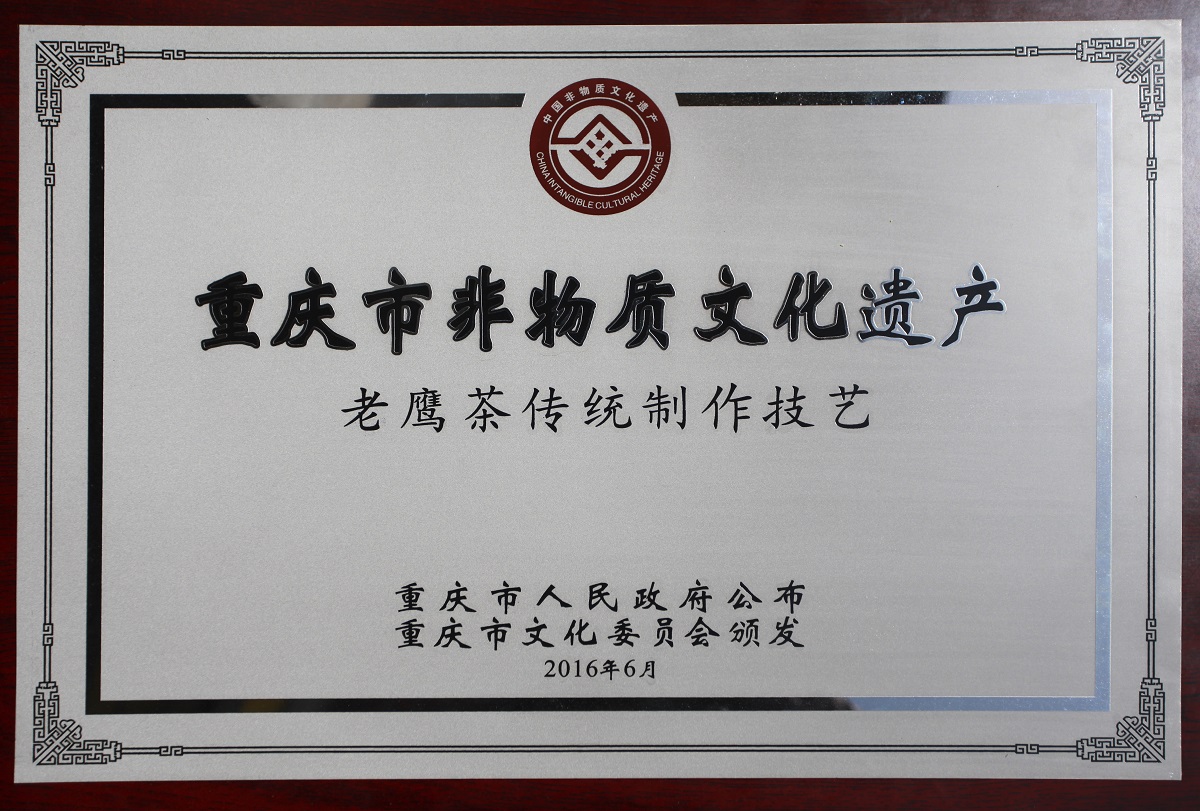 中国非物质文化遗产
CHINA INTANGIBLE CULTURAL HERITAGE
重庆市非物质文化遗产
老鹰茶传统制作技艺
重庆市人民政府公布
重庆市文化委员会颁发
2016年6月